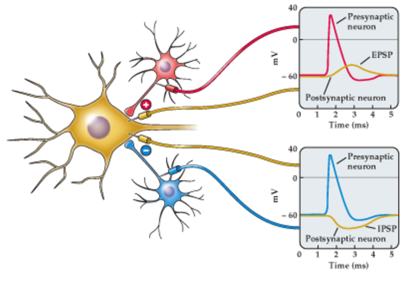 40
Presynaptic
neuron
0
mV
EPSP
– 60
Postsynaptic neuron
0 1 2 3 4 5
Time (ms)
+
–
40
Presynaptic
neuron
0
mV
– 60
IPSP
Postsynaptic neuron
0 1 2 3 4 5
Time (ms)